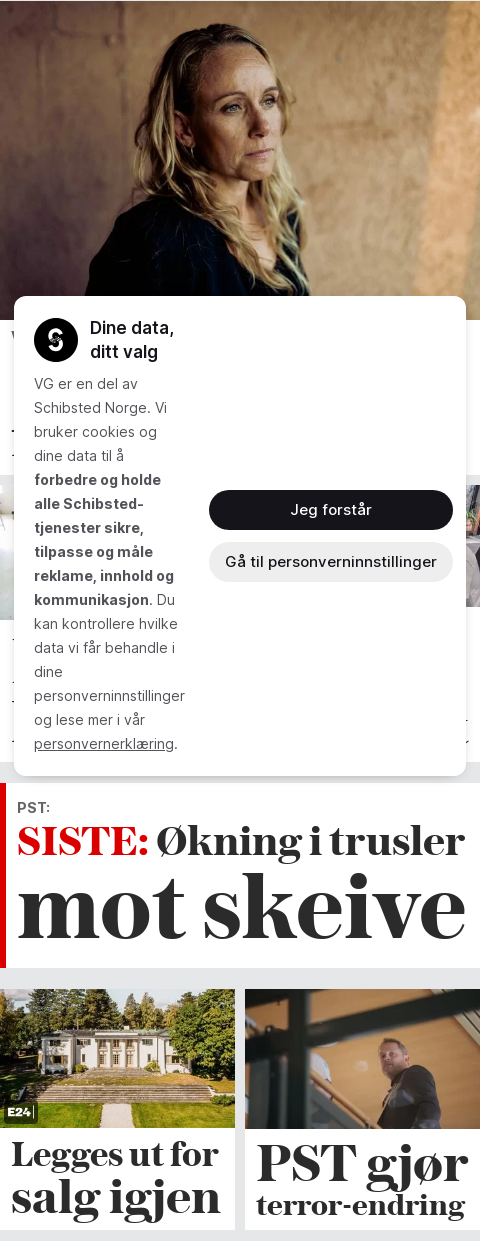 Dine data,
ditt valg
VG er en del av
Schibsted Norge. Vi
bruker cookies og
dine data til å
forbedre og holde
alle Schibsted-
tjenester sikre,
tilpasse og måle
reklame, innhold og
kommunikasjon. Du
kan kontrollere hvilke
data vi får behandle i
dine
personverninnstillinger
og lese mer i vår
personvernerklæring.
Jeg forstår
Gå til personverninnstillinger
PST:
SISTE: Økning i trusler
mot skeive
E24
Legges ut for
salg igjen
PST gjør
terror-endring